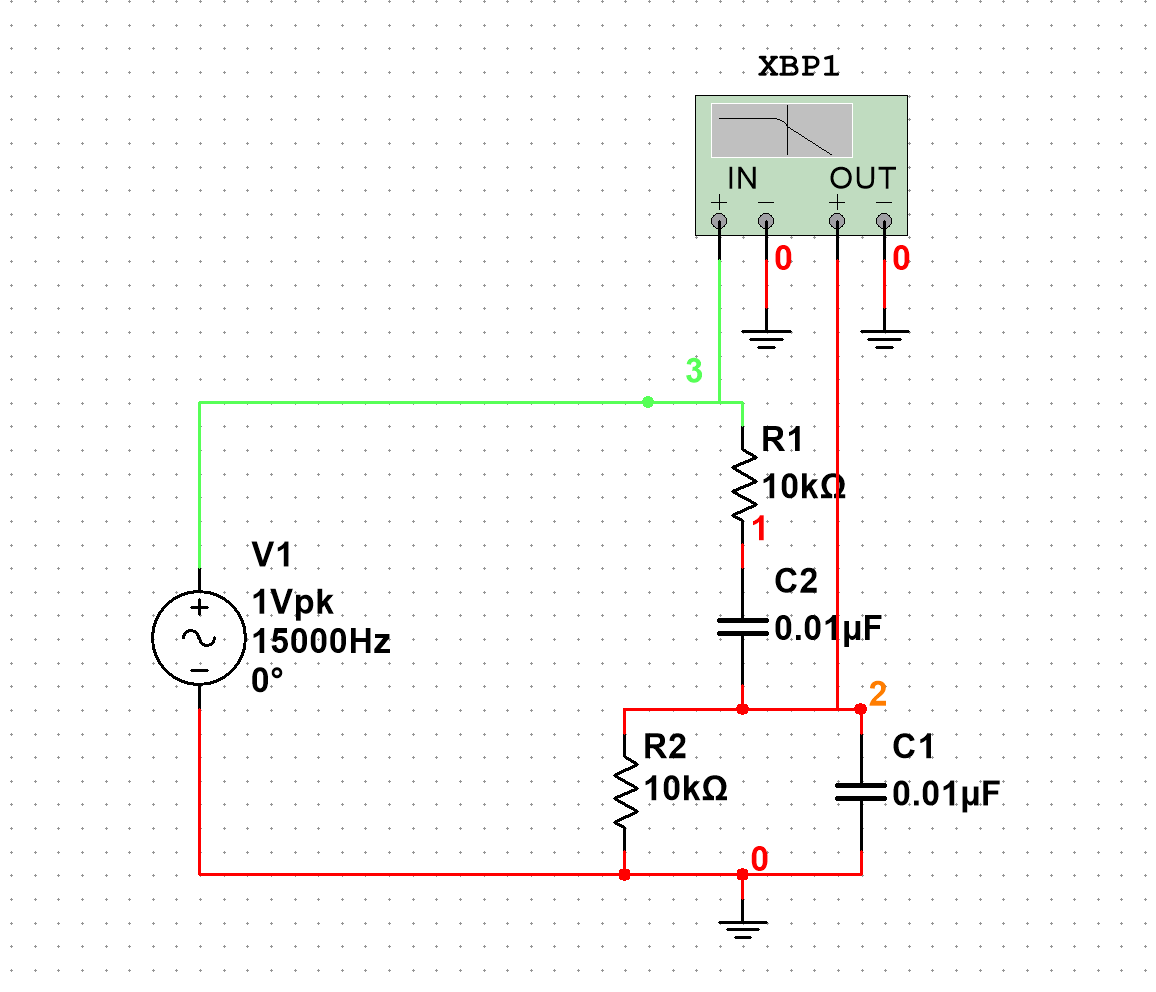 XBP1
IN OUT
+ − + −
0 0
3
R1
10kΩ
1
V1
1Vpk
15000Hz
0°
C2
0.01µF
2
R2
10kΩ
C1
0.01µF
0